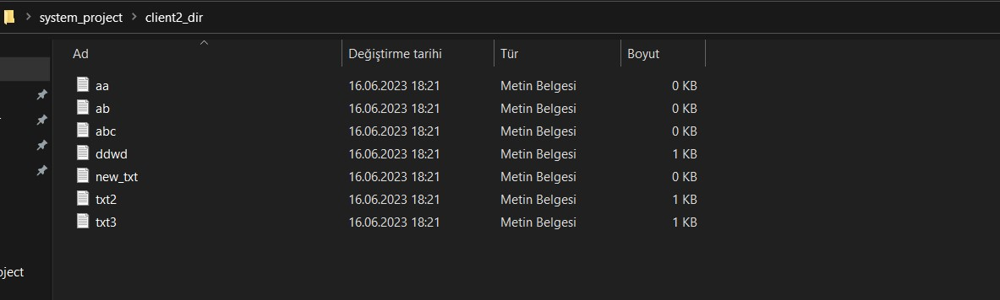 system_project > client2_dir
Ad Değiştirme tarihi Tür Boyut
aa 16.06.2023 18:21 Metin Belgesi 0 KB
ab 16.06.2023 18:21 Metin Belgesi 0 KB
abc 16.06.2023 18:21 Metin Belgesi 0 KB
ddwd 16.06.2023 18:21 Metin Belgesi 1 KB
new_txt 16.06.2023 18:21 Metin Belgesi 0 KB
txt2 16.06.2023 18:21 Metin Belgesi 1 KB
txt3 16.06.2023 18:21 Metin Belgesi 1 KB
oject